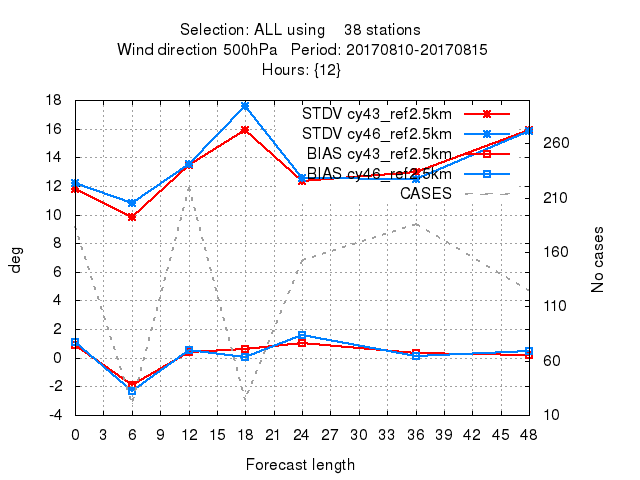 Selection: ALL using    38 stations
Wind direction 500hPa   Period: 20170810-20170815
Hours: {12}
STDV cy43_ref2.5km
STDV cy46_ref2.5km
BIAS cy43_ref2.5km
BIAS cy46_ref2.5km
CASES
18
16
14
12
10
8
6
4
2
0
-2
-4
deg
260
210
160
110
60
10
No cases
0 3 6 9 12 15 18 21 24 27 30 33 36 39 42 45 48
Forecast length